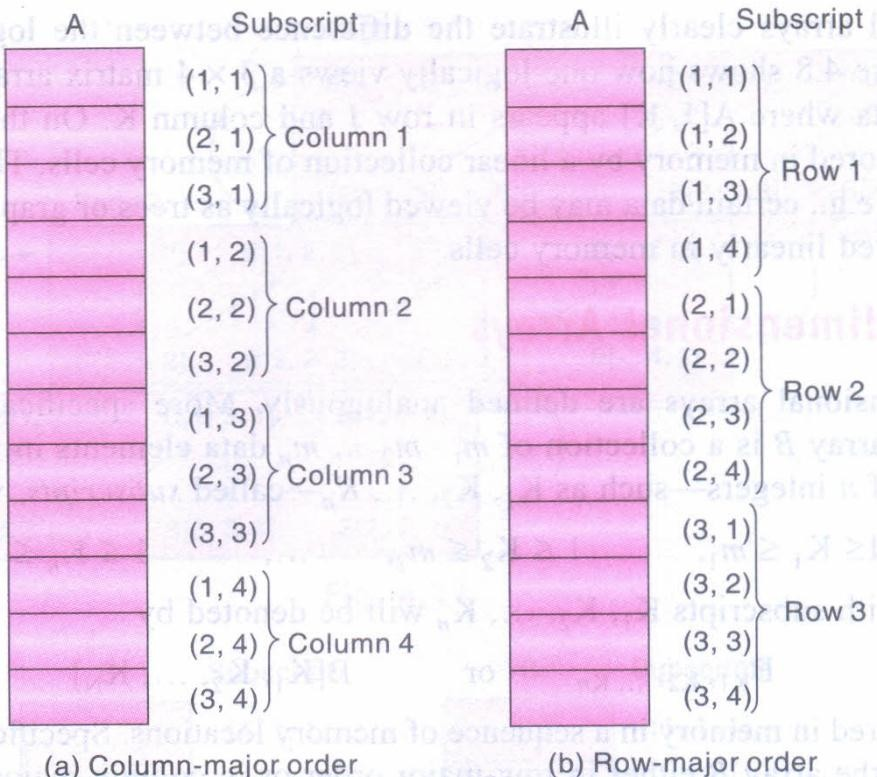 A Subscript
(1, 1)
(2, 1) Column 1
(3, 1)
(1, 2)
(2, 2) Column 2
(3, 2)
(1, 3)
(2, 3) Column 3
(3, 3)
(1, 4)
(2, 4) Column 4
(3, 4)
(a) Column-major order
A Subscript
(1, 1)
(1, 2)
Row 1
(1, 3)
(1, 4)
(2, 1)
(2, 2)
Row 2
(2, 3)
(2, 4)
(3, 1)
(3, 2)
Row 3
(3, 3)
(3, 4)
(b) Row-major order